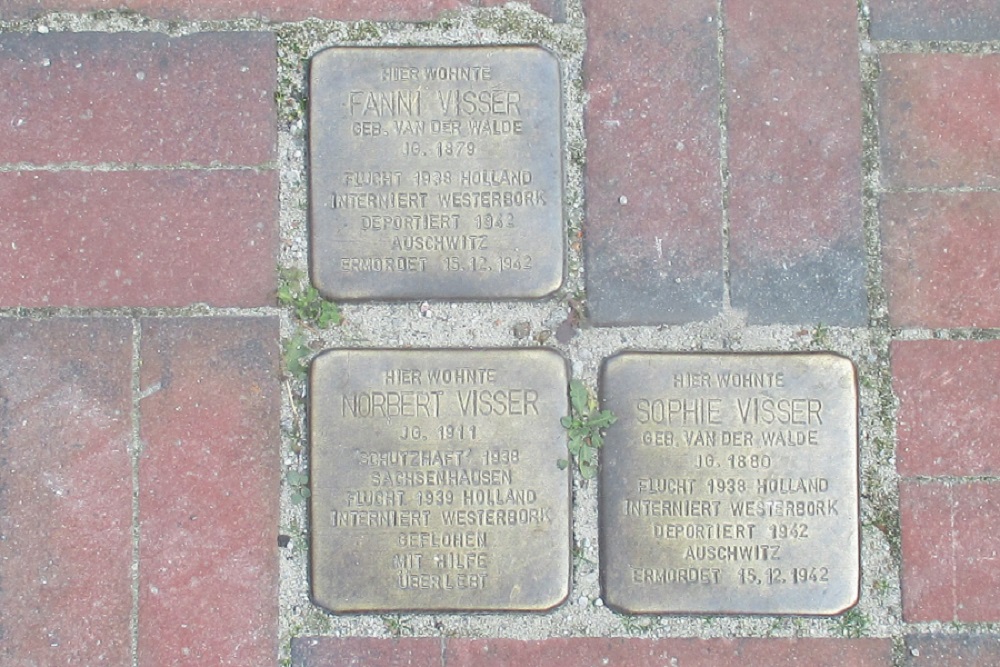 HIER WOHNTE
FANNI VISSER
GEB. VAN DER WALDE
JG. 1879
FLUCHT 1938 HOLLAND
INTERNIERT WESTERBORK
DEPORTIERT 1942
AUSCHWITZ
ERMORDET 15.12.1942
HIER WOHNTE
NORBERT VISSER
JG. 1911
'SCHUTZHAFT' 1938
SACHSENHAUSEN
FLUCHT 1939 HOLLAND
INTERNIERT WESTERBORK
GEFLOHEN
MIT HILFE
ÜBERLEBT
HIER WOHNTE
SOPHIE VISSER
GEB. VAN DER WALDE
JG. 1880
FLUCHT 1938 HOLLAND
INTERNIERT WESTERBORK
DEPORTIERT 1942
AUSCHWITZ
ERMORDET 15.12.1942